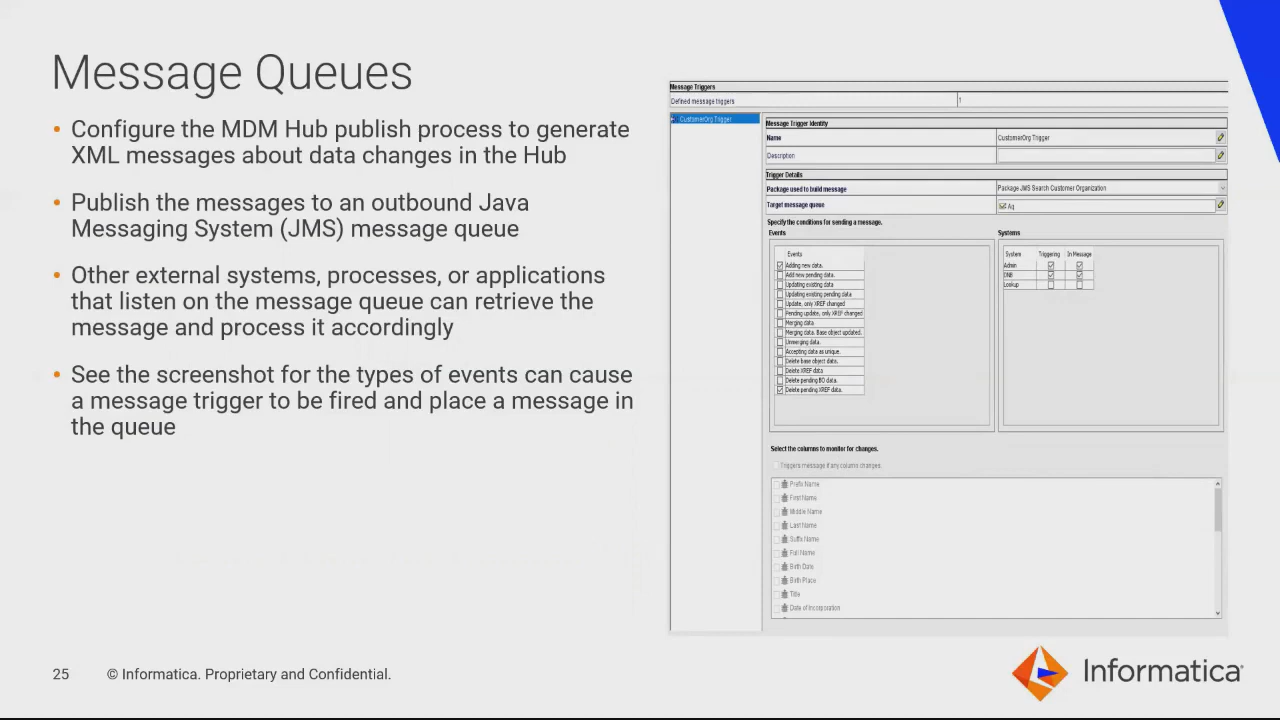 Message Queues
• Configure the MDM Hub publish process to generate
XML messages about data changes in the Hub
• Publish the messages to an outbound Java
Messaging System (JMS) message queue
• Other external systems, processes, or applications
that listen on the message queue can retrieve the
message and process it accordingly
• See the screenshot for the types of events can cause
a message trigger to be fired and place a message in
the queue
Message Triggers
Defined message triggers 1
CustomerOrg Trigger
Message Trigger Identity
Name CustomerOrg Trigger
Description
Trigger Details
Package used to build message Package JMS Search Customer Organization
Target message queue Aq
Specify the conditions for sending a message.
Events
Events
Adding new data.
Add new pending data.
Updating existing data
Updating existing pending data
Update, only XREF changed
Pending update, only XREF changed
Merging data
Merging data. Base object updated.
Unmerging data.
Accepting data as unique.
Delete base object data.
Delete XREF data
Delete pending BO data.
Delete pending XREF data.
Systems
System Triggering In Message
Admin
DNB
Lookup
Select the columns to monitor for changes.
Triggers message if any column changes.
Prefix Name
First Name
Middle Name
Last Name
Suffix Name
Full Name
Birth Date
Birth Place
Title
Date of Incorporation
25 © Informatica. Proprietary and Confidential.
Informatica